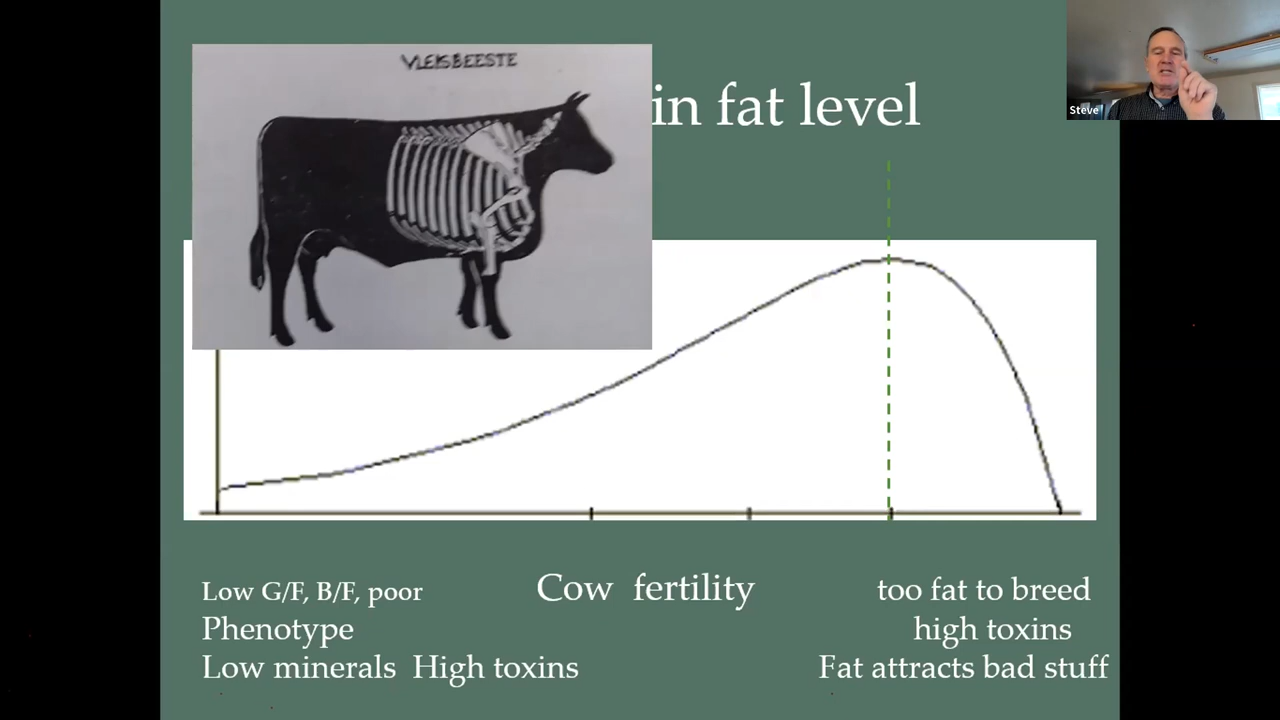 VLEISBEESTE
in fat level
Steve
Low G/F, B/F, poor
Phenotype
Low minerals High toxins
Cow fertility
too fat to breed
high toxins
Fat attracts bad stuff